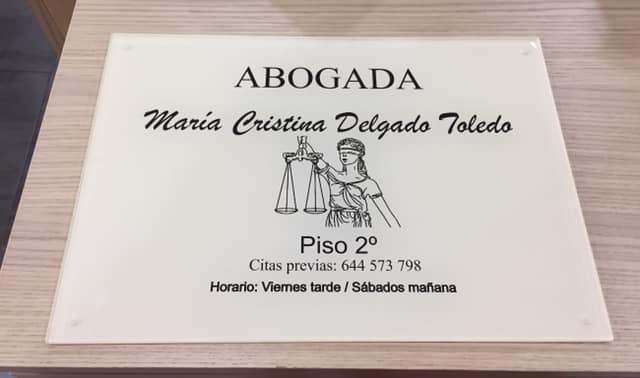 ABOGADA
María Cristina Delgado Toledo
Piso 2º
Citas previas: 644 573 798
Horario: Viernes tarde / Sábados mañana